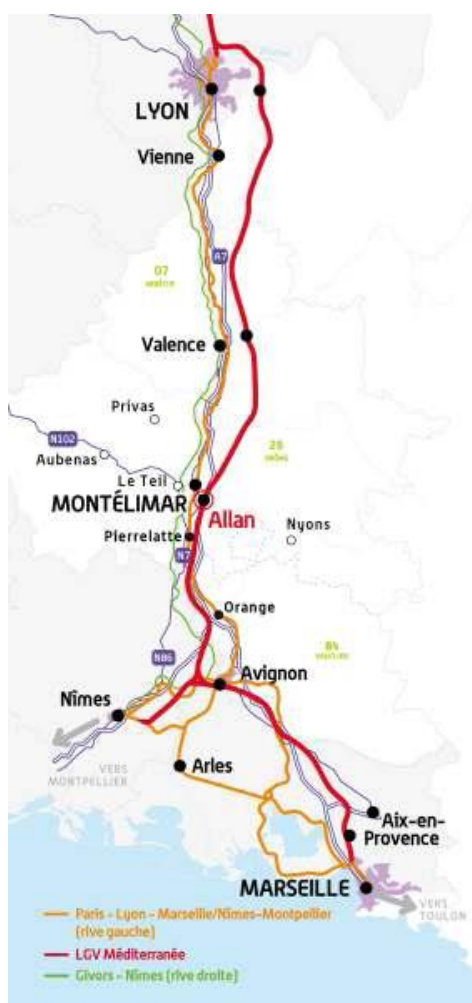 LYON
Vienne
A7
07
Valence
Privas
N102
Aubenas
26
Le Teil
MONTÉLIMAR
Allan
Pierrelatte
Nyons
N7
Orange
84
N86
Avignon
Nîmes
VERS
MONTPELLIER
Arles
Aix-en-
Provence
MARSEILLE
VERS
TOULON
Paris - Lyon - Marseille/Nîmes-Montpellier
(rive gauche)
LGV Méditerranée
Givors - Nîmes (rive droite)